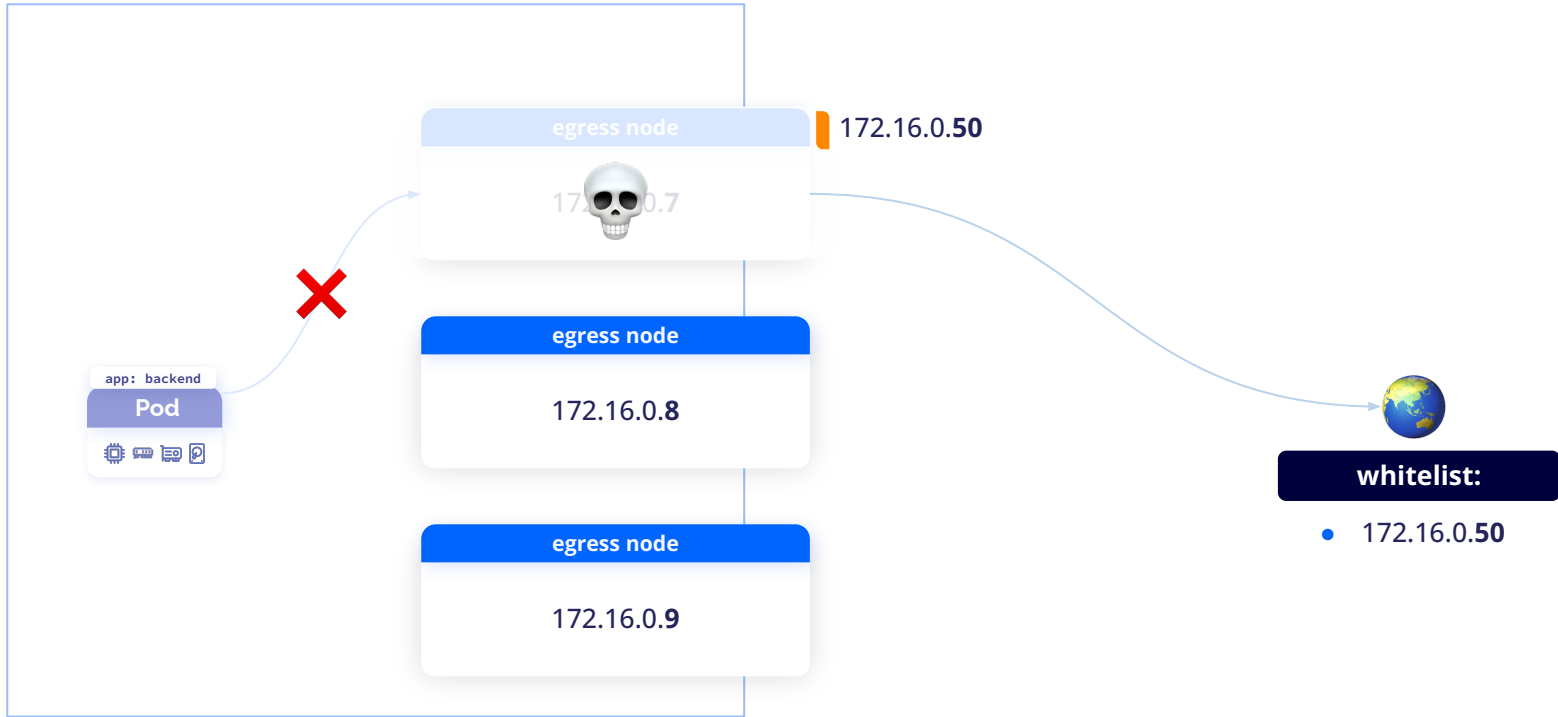 egress node
172.16.0.50
.7
egress node
172.16.0.8
app: backend
Pod
whitelist:
172.16.0.50
egress node
172.16.0.9